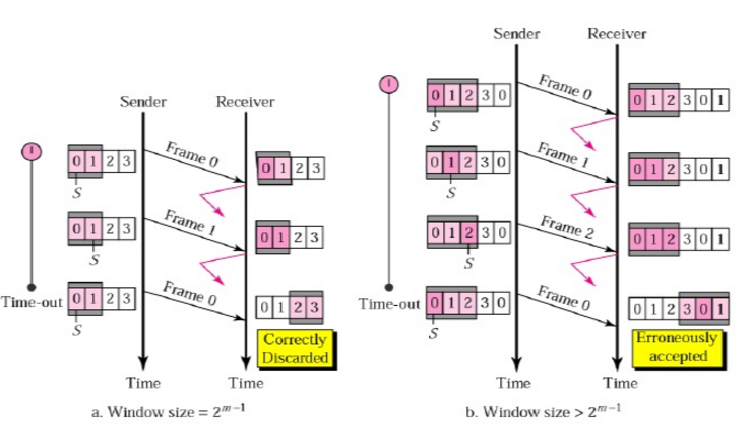 Sender Receiver
Frame 0
0 1 2 3
0 1 2 3
S
Frame 1
0 1 2 3
0 1 2 3
S
Frame 0
Time-out
0 1 2 3
0 1 2 3
S
Correctly
Discarded
Time Time
a. Window size = 2^m−1
Sender Receiver
Frame 0
0 1 2 3 0
0 1 2 3 0 1
S
Frame 1
0 1 2 3 0
0 1 2 3 0 1
S
Frame 2
0 1 2 3 0
0 1 2 3 0 1
S
Frame 0
Time-out
0 1 2 3 0
0 1 2 3 0 1
S
Erroneously
accepted
Time Time
b. Window size > 2^m−1